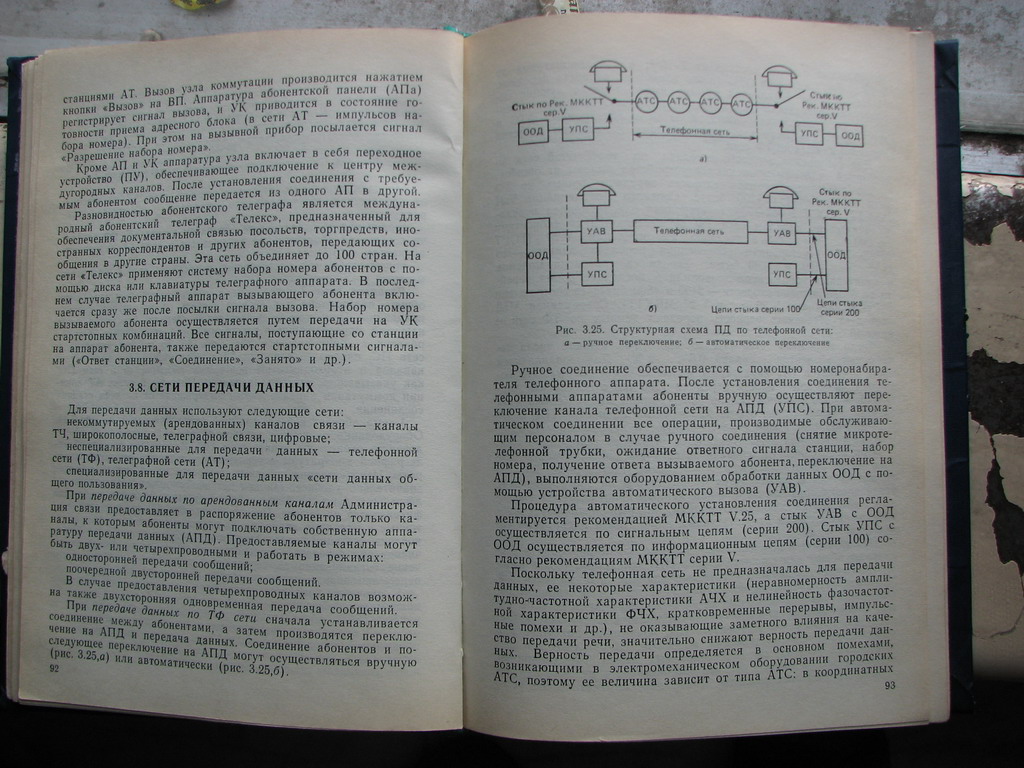 станциями АТ. Вызов узла коммутации производится нажатием
кнопки «Вызов» на ВП. Аппаратура абонентской панели (АПа)
регистрирует сигнал вызова, и УК приводится в состояние го-
товности приема адресного блока (в сети АТ — импульсов на-
бора номера). При этом на вызывной прибор посылается сигнал
«Разрешение набора номера».
Кроме АП и УК аппаратура узла включает в себя переходное
устройство (ПУ), обеспечивающее подключение к центру меж-
дугородных каналов. После установления соединения с требуе-
мым абонентом сообщение передается из одного АП в другой.
Разновидностью абонентского телеграфа является междуна-
родный абонентский телеграф «Телекс», предназначенный для
обеспечения документальной связью посольств, торгпредств, ино-
странных корреспондентов и других абонентов, передающих со-
общения в другие страны. Эта сеть объединяет до 100 стран. На
сети «Телекс» применяют систему набора номера абонентов с по-
мощью диска или клавиатуры телеграфного аппарата. В послед-
нем случае телеграфный аппарат вызывающего абонента вклю-
чается сразу же после посылки сигнала вызова. Набор номера
вызываемого абонента осуществляется путем передачи на УК
стартстопных комбинаций. Все сигналы, поступающие со станции
на аппарат абонента, также передаются стартстопными сигнала-
ми («Ответ станции», «Соединение», «Занято» и др.).
3.8. СЕТИ ПЕРЕДАЧИ ДАННЫХ
Для передачи данных используют следующие сети:
некоммутируемых (арендованных) каналов связи — каналы
ТЧ, широкополосные, телеграфной связи, цифровые;
неспециализированные для передачи данных — телефонной
сети (ТФ), телеграфной сети (АТ);
специализированные для передачи данных «сети данных об-
щего пользования».
При передаче данных по арендованным каналам Администра-
ция связи предоставляет в распоряжение абонентов только ка-
налы, к которым абоненты могут подключать собственную аппа-
ратуру передачи данных (АПД). Предоставляемые каналы могут
быть двух- или четырехпроводными и работать в режимах:
односторонней передачи сообщений;
поочередной двусторонней передачи сообщений.
В случае предоставления четырехпроводных каналов возмож-
на также двухсторонняя одновременная передача сообщений.
При передаче данных по ТФ сети сначала устанавливается
соединение между абонентами, а затем производятся переклю-
чение на АПД и передача данных. Соединение абонентов и по-
следующее переключение на АПД могут осуществляться вручную
(рис. 3.25,а) или автоматически (рис. 3.25,б).
92
Стык по Рек. МККТТ
сер. V
ООД
УПС
АТС
АТС
АТС
АТС
Телефонная сеть
Стык по
Рек. МККТТ
сер. V
УПС
ООД
а)
ООД
УАВ
УПС
Телефонная сеть
УАВ
УПС
Стык по
Рек. МККТТ
сер. V
ООД
б)
Цепи стыка серии 100
Цепи стыка
серии 200
Рис. 3.25. Структурная схема ПД по телефонной сети:
а — ручное переключение; б — автоматическое переключение
Ручное соединение обеспечивается с помощью номеронабира-
теля телефонного аппарата. После установления соединения те-
лефонными аппаратами абоненты вручную осуществляют пере-
ключение канала телефонной сети на АПД (УПС). При автома-
тическом соединении все операции, производимые обслуживаю-
щим персоналом в случае ручного соединения (снятие микроте-
лефонной трубки, ожидание ответного сигнала станции, набор
номера, получение ответа вызываемого абонента, переключение на
АПД), выполняются оборудованием обработки данных ООД с по-
мощью устройства автоматического вызова (УАВ).
Процедура автоматического установления соединения регла-
ментируется рекомендацией МККТТ V.25, а стык УАВ с ООД
осуществляется по сигнальным цепям (серии 200). Стык УПС с
ООД осуществляется по информационным цепям (серии 100) со-
гласно рекомендациям МККТТ серии V.
Поскольку телефонная сеть не предназначалась для передачи
данных, ее некоторые характеристики (неравномерность ампли-
тудно-частотной характеристики АЧХ и нелинейность фазочастот-
ной характеристики ФЧХ, кратковременные перерывы, импульс-
ные помехи и др.), не оказывающие заметного влияния на каче-
ство передачи речи, значительно снижают верность передачи дан-
ных. Верность передачи определяется в основном помехами,
возникающими в электромеханическом оборудовании городских
АТС, поэтому ее величина зависит от типа АТС: в координатных
93